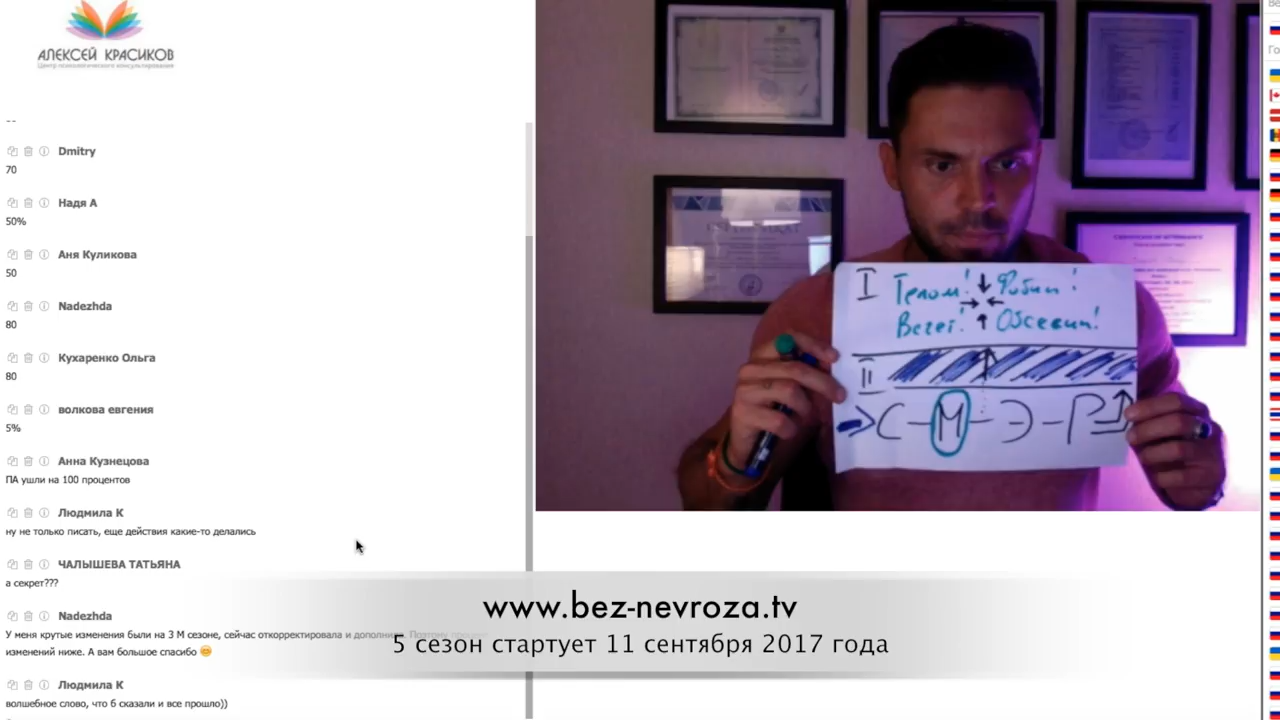 АЛЕКСЕЙ КРАСИКОВ
Центр психологического консультирования
Dmitry
70
Надя А
50%
Аня Куликова
50
Nadezhda
80
Кухаренко Ольга
80
волкова евгения
5%
Анна Кузнецова
ПА ушли на 100 процентов
Людмила К
ну не только писать, еще действия какие-то делались
ЧАЛЫШЕВА ТАТЬЯНА
а секрет???
Nadezhda
У меня крутые изменения были на 3 М сезоне, сейчас откорректировала и дополнила. Поэтому
изменений ниже. А вам большое спасибо
Людмила К
волшебное слово, что б сказали и все прошло))
I Телом! Фобии!
Вегет! Обсесии!
II
С - М - Э - Р
www.bez-nevroza.tv
5 сезон стартует 11 сентября 2017 года